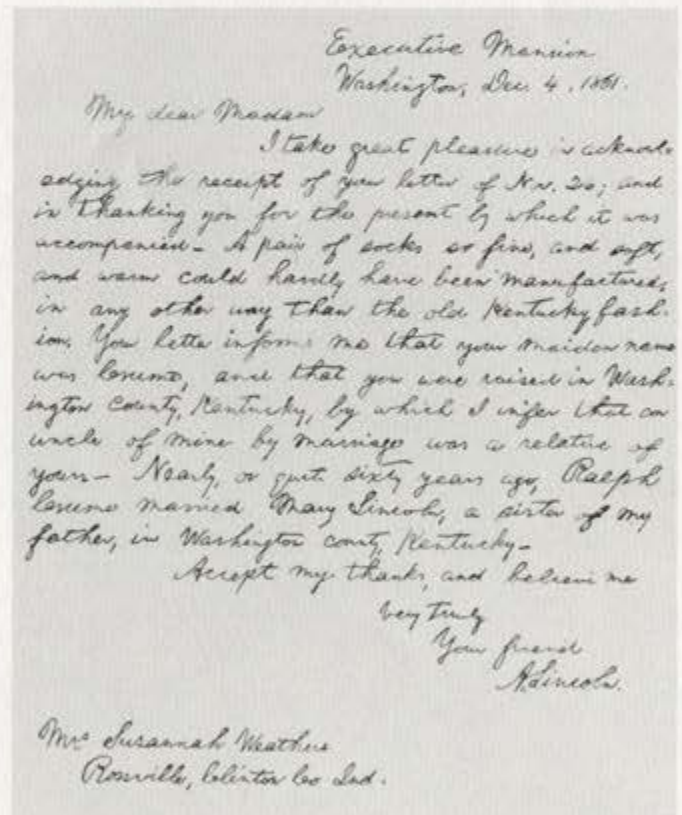 Executive Mansion
Washington, Dec. 4, 1861.
My dear Madam
I take great pleasure in acknowl-
edging the receipt of your letter of Nov. 20; and
in thanking you for the present by which it was
accompanied— A pair of socks so fine, and soft,
and warm could hardly have been manufactured,
in any other way than the old Kentucky fash-
ion. Your letter informs me that your maiden name
was Crume, and that you were raised in Wash-
ington county, Kentucky, by which I infer that an
uncle of mine by marriage was a relative of
yours— Nearly, or quite sixty years ago, Ralph
Crume married Mary Lincoln, a sister of my
father, in Washington county, Kentucky—
Accept my thanks, and believe me
very truly
Your friend
A. Lincoln.
Mrs Susannah Weathers
Rossville, Clinton Co Ind.